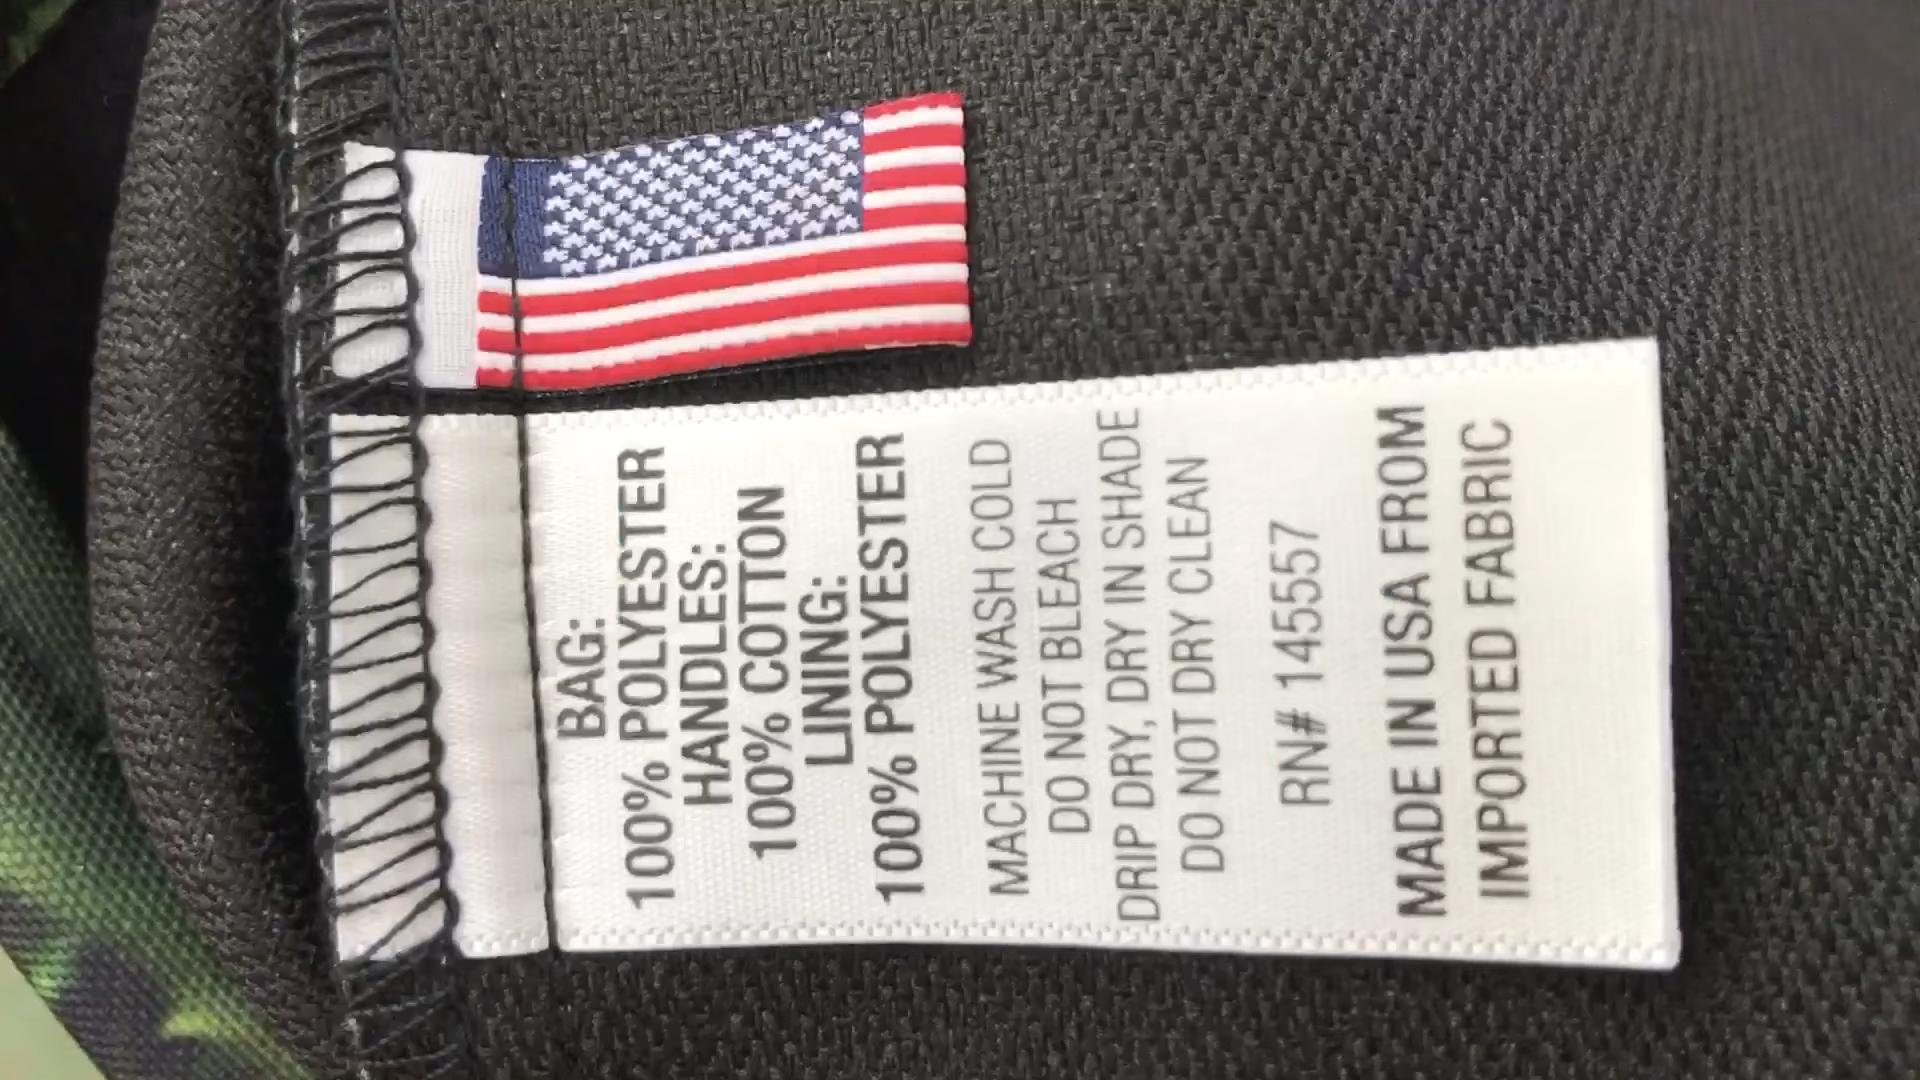 BAG:
100% POLYESTER
HANDLES:
100% COTTON
LINING:
100% POLYESTER
MACHINE WASH COLD
DO NOT BLEACH
DRIP DRY, DRY IN SHADE
DO NOT DRY CLEAN
RN# 145557
MADE IN USA FROM
IMPORTED FABRIC